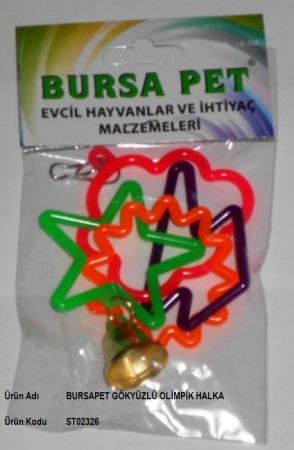 BURSA PET®
EVCİL HAYVANLAR VE İHTİYAÇ
MALZEMELERİ
Ürün Adı BURSAPET GÖKYÜZLÜ OLİMPİK HALKA
Ürün Kodu ST02326